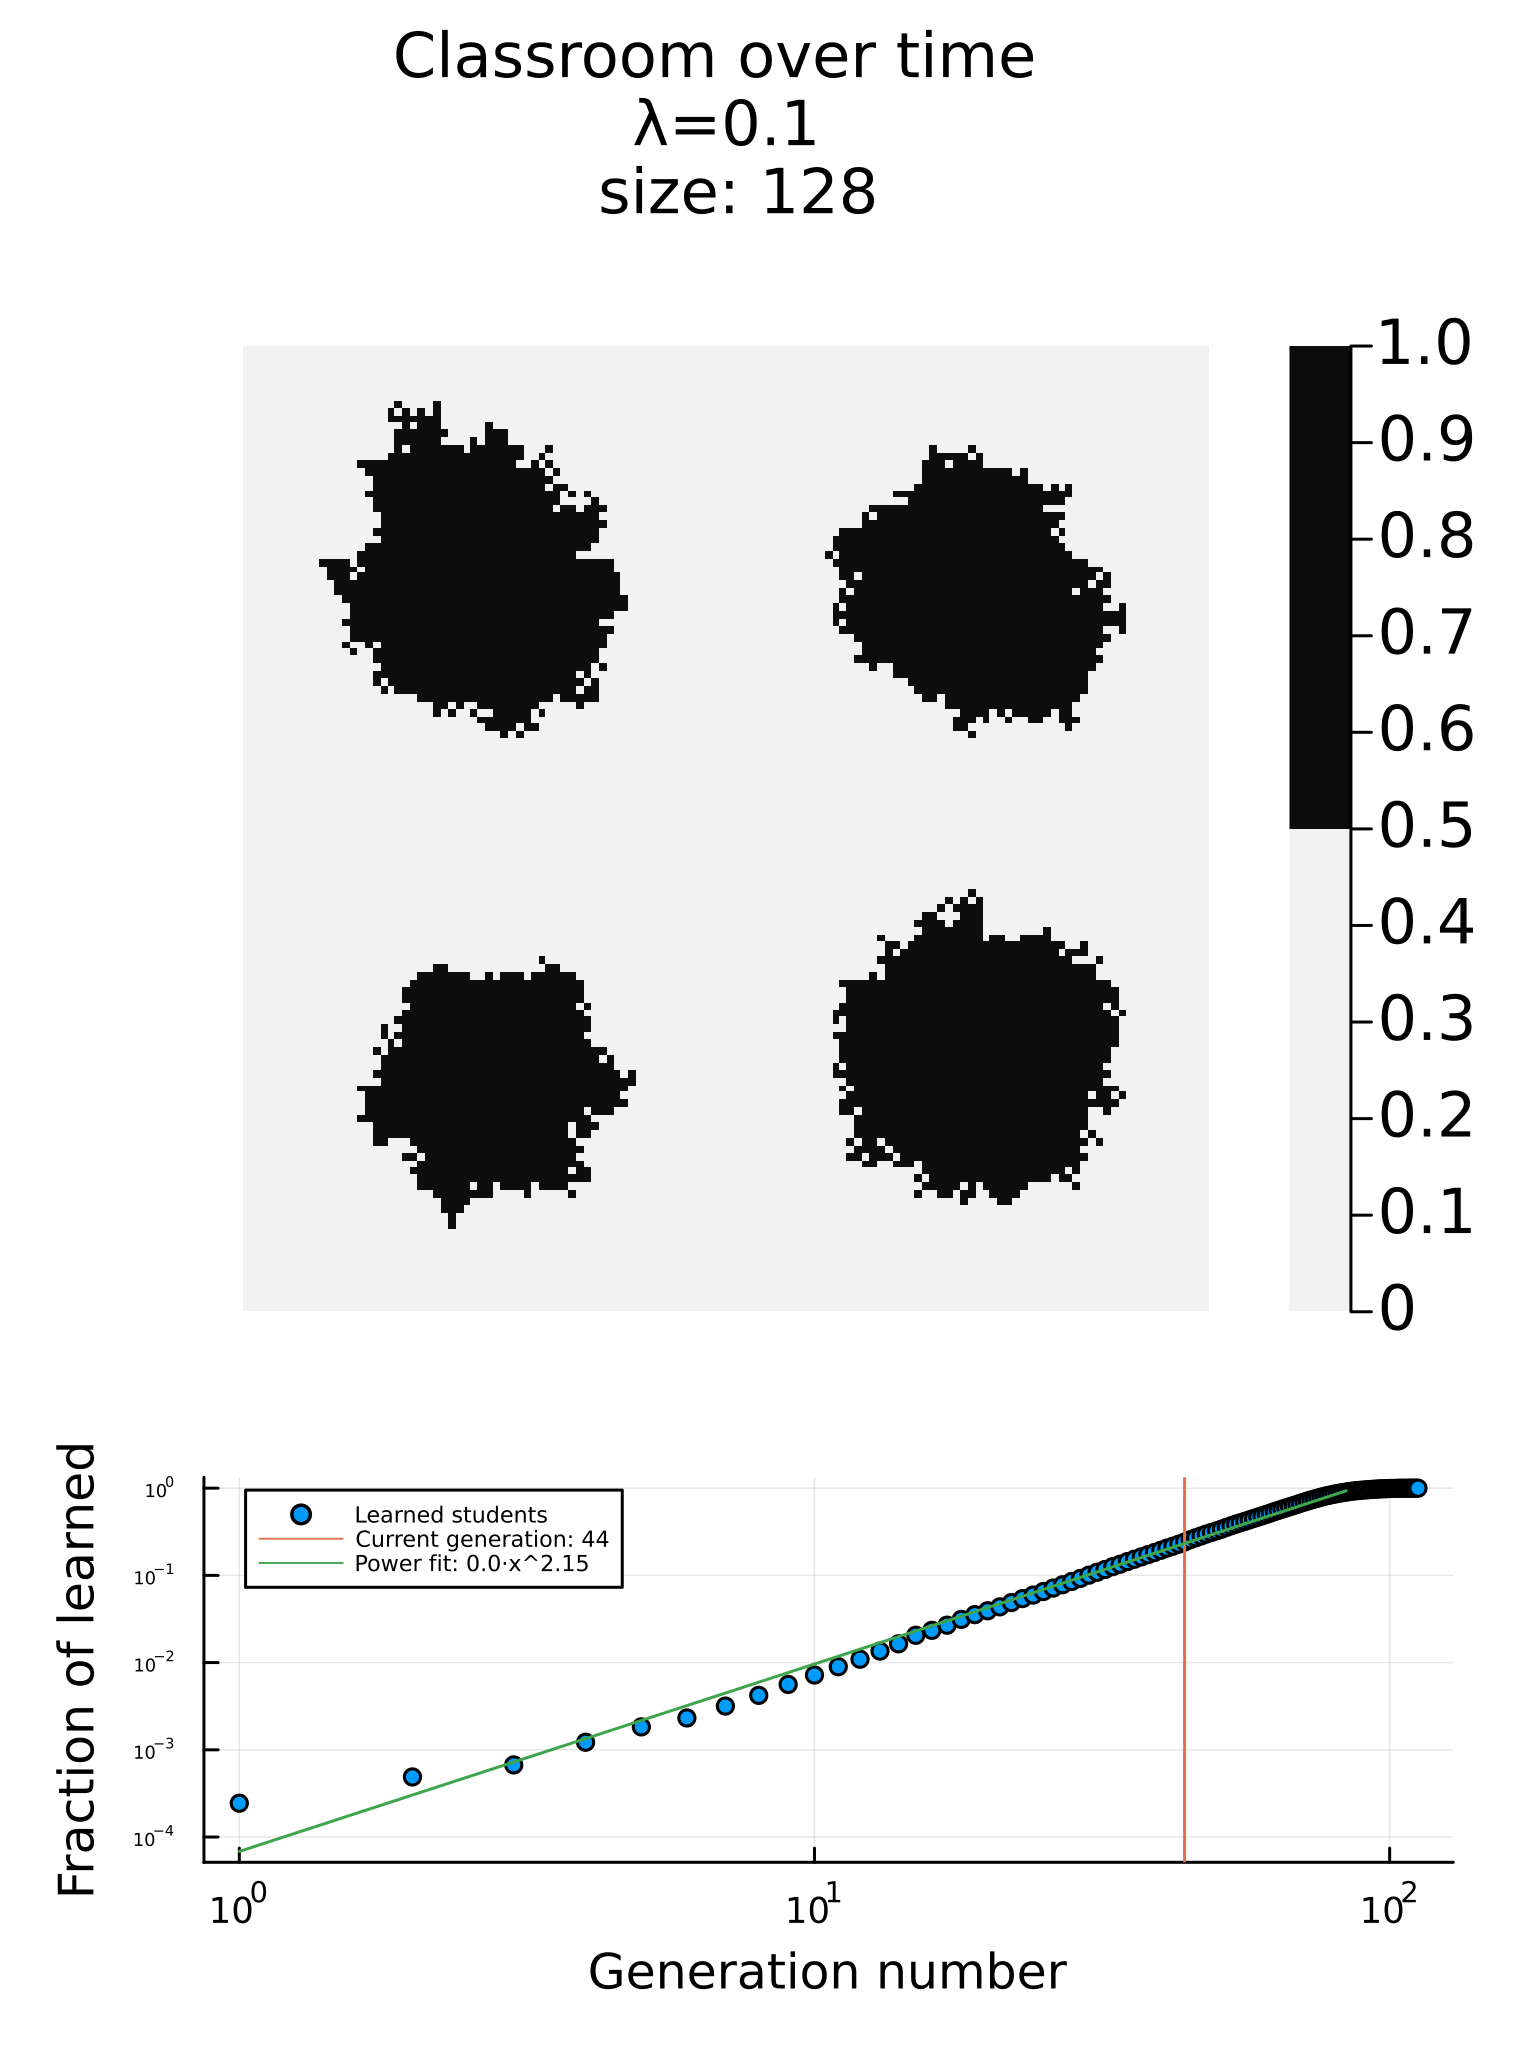 Classroom over time
λ=0.1
size: 128
1.0
0.9
0.8
0.7
0.6
0.5
0.4
0.3
0.2
0.1
0
Fraction of learned
10^0
10^-1
10^-2
10^-3
10^-4
Learned students
Current generation: 44
Power fit: 0.0·x^2.15
10^0 10^1 10^2
Generation number